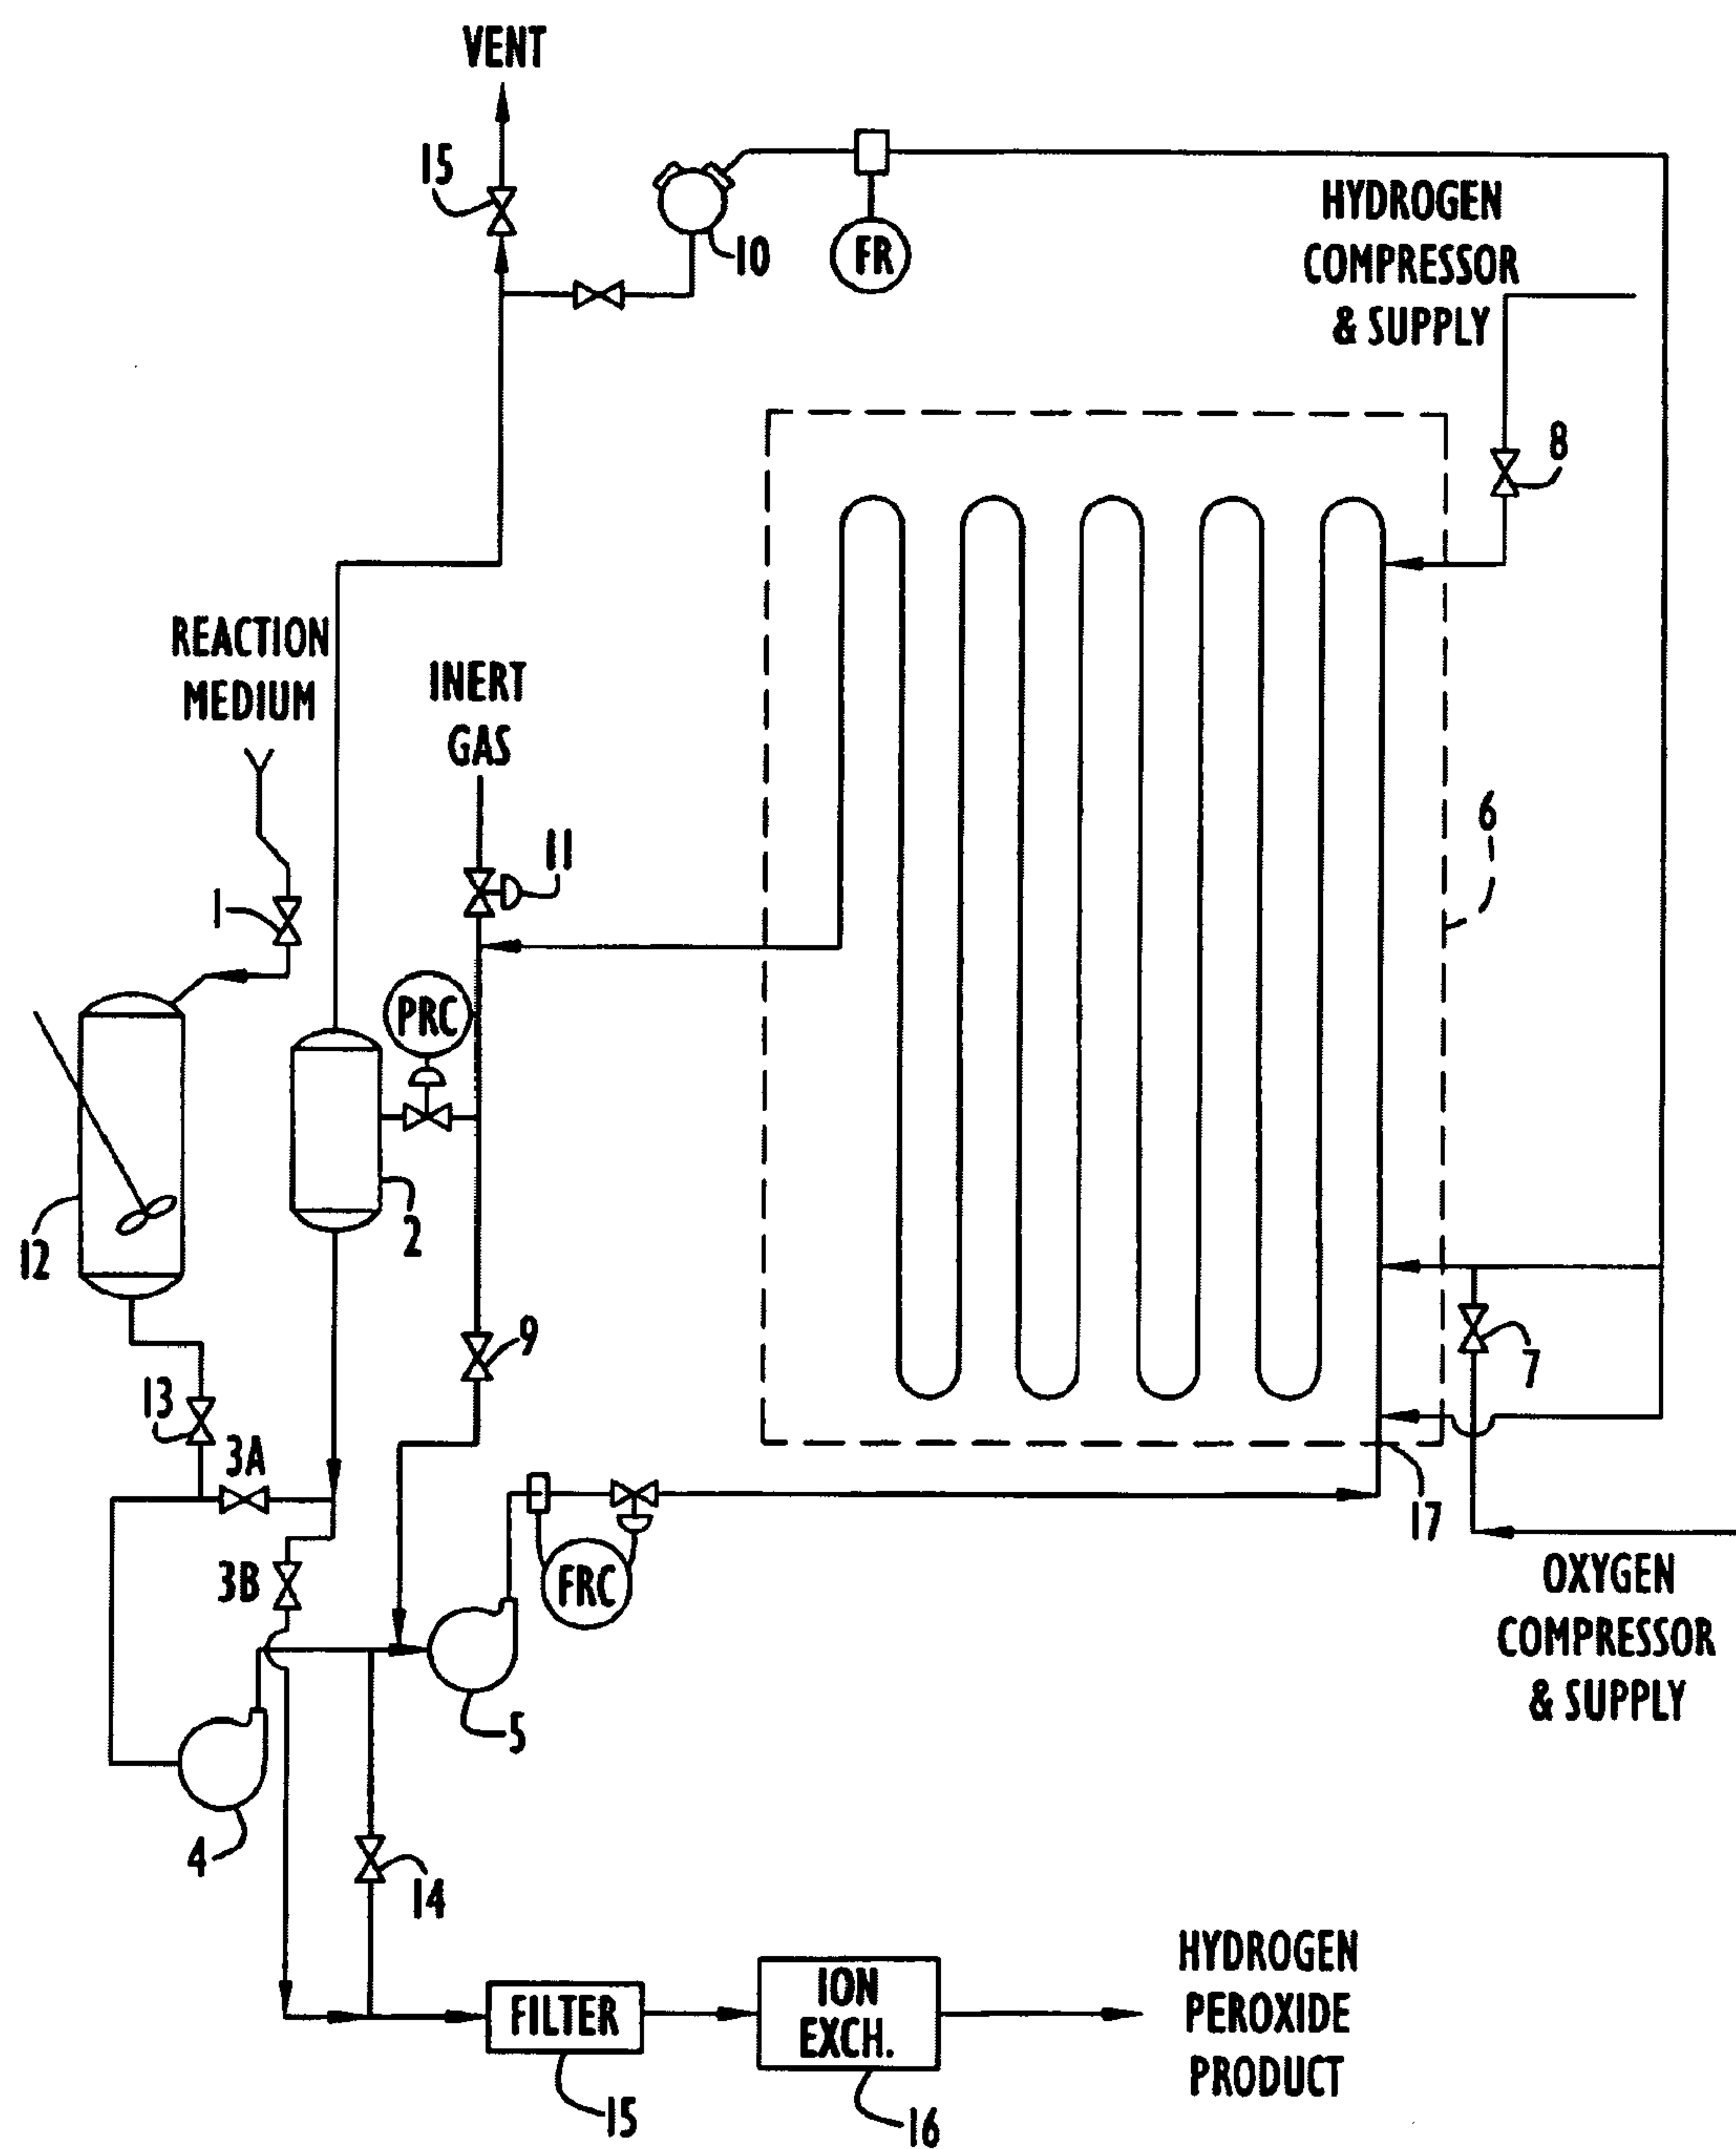 VENT
15
10
FR
HYDROGEN
COMPRESSOR
& SUPPLY
8
REACTION
MEDIUM
INERT
GAS
6
11
1
PRC
2
12
9
7
13
3A
17
3B
FRC
OXYGEN
COMPRESSOR
& SUPPLY
5
4
14
FILTER
ION
EXCH.
HYDROGEN
PEROXIDE
PRODUCT
15
16